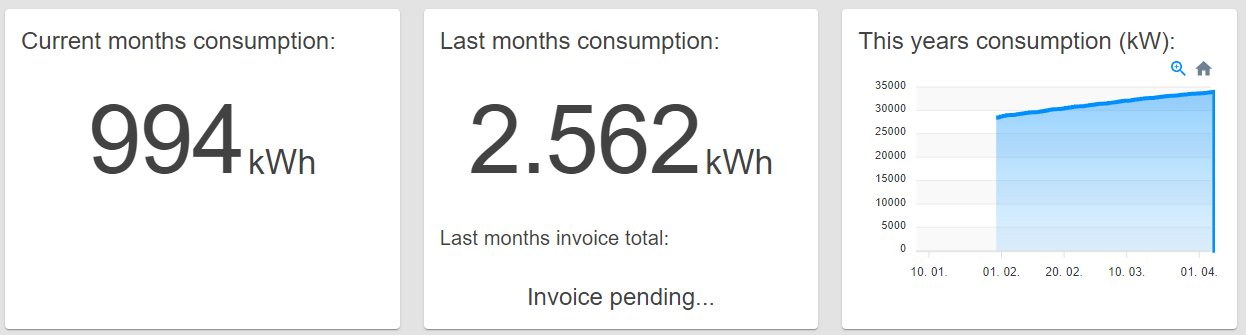 Current months consumption:
994 kWh
Last months consumption:
2.562 kWh
Last months invoice total:
Invoice pending...
This years consumption (kW):
35000
30000
25000
20000
15000
10000
5000
0
10. 01.
01. 02.
20. 02.
10. 03.
01. 04.